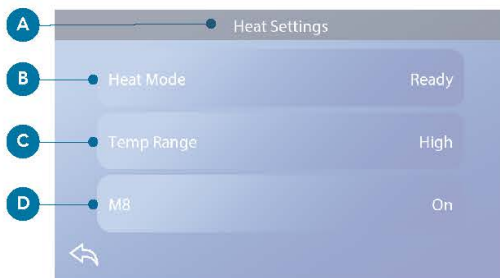 A Heat Settings
B Heat Mode Ready
C Temp Range High
D M8 On